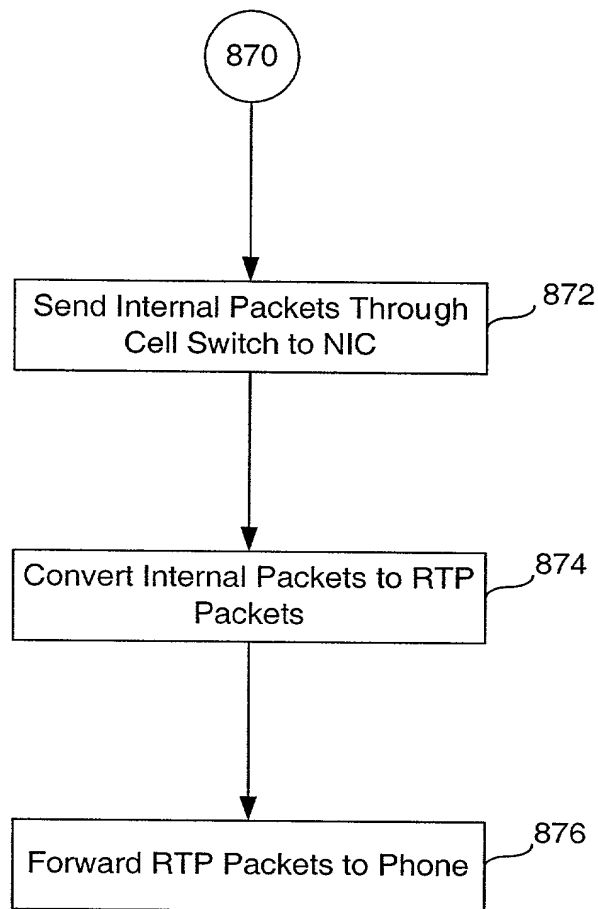 870
872
Send Internal Packets Through
Cell Switch to NIC
874
Convert Internal Packets to RTP
Packets
876
Forward RTP Packets to Phone